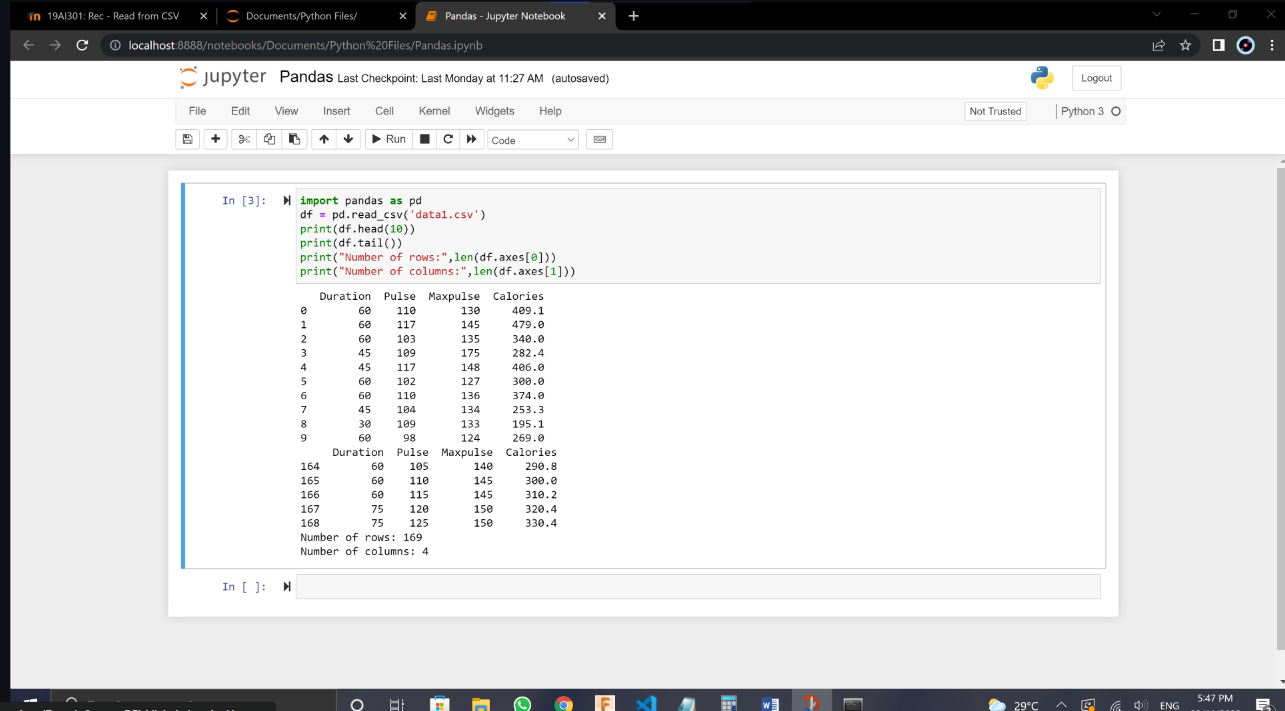 19AI301: Rec - Read from CSV
Documents/Python Files/
Pandas - Jupyter Notebook
localhost:8888/notebooks/Documents/Python%20Files/Pandas.ipynb
jupyter Pandas Last Checkpoint: Last Monday at 11:27 AM (autosaved)
Logout
File Edit View Insert Cell Kernel Widgets Help
Not Trusted
Python 3
Run
Code
In [3]:
import pandas as pd
df = pd.read_csv('data1.csv')
print(df.head(10))
print(df.tail())
print("Number of rows:",len(df.axes[0]))
print("Number of columns:",len(df.axes[1]))
Duration Pulse Maxpulse Calories
0 60 110 130 409.1
1 60 117 145 479.0
2 60 103 135 340.0
3 45 109 175 282.4
4 45 117 148 406.0
5 60 102 127 300.0
6 60 110 136 374.0
7 45 104 134 253.3
8 30 109 133 195.1
9 60 98 124 269.0
Duration Pulse Maxpulse Calories
164 60 105 140 290.8
165 60 110 145 300.0
166 60 115 145 310.2
167 75 120 150 320.4
168 75 125 150 330.4
Number of rows: 169
Number of columns: 4
In [ ]:
29°C
ENG
5:47 PM